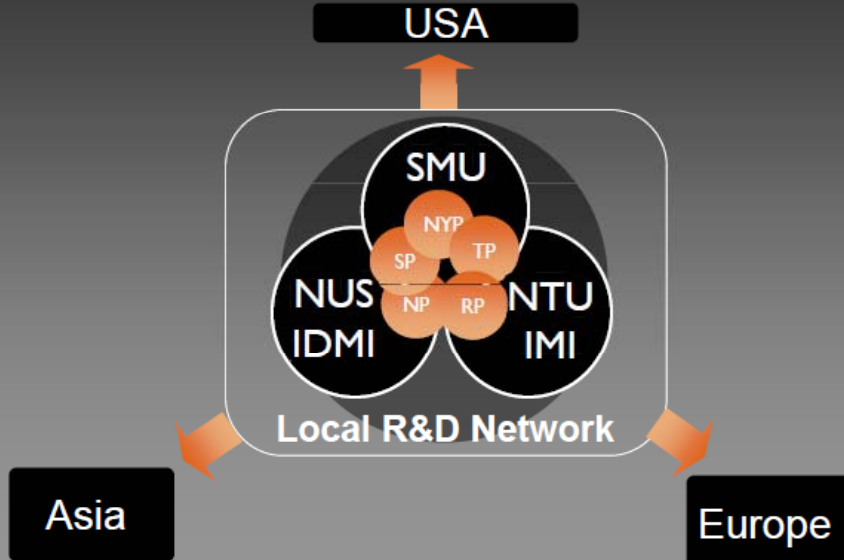 USA
SMU
NYP
TP
SP
NUS
IDMI
NP
RP
NTU
IMI
Local R&D Network
Asia
Europe